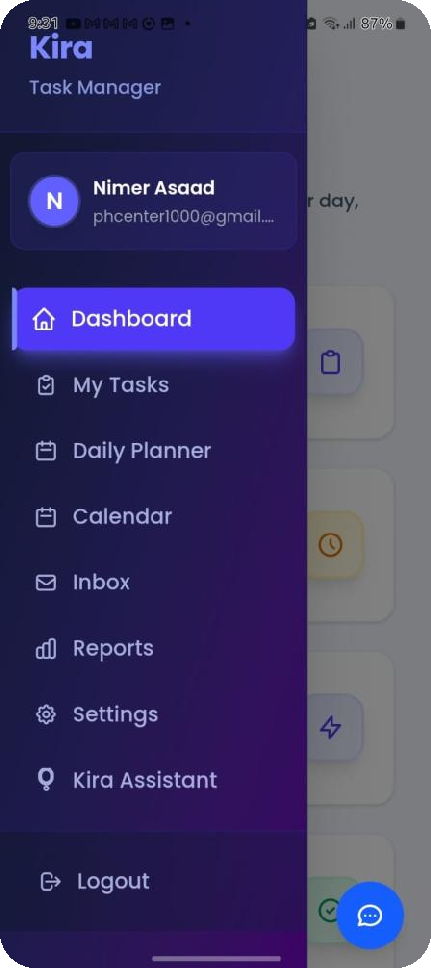 9:31
87%
Kira
Task Manager
N
Nimer Asaad
phcenter1000@gmail....
r day,
Dashboard
My Tasks
Daily Planner
Calendar
Inbox
Reports
Settings
Kira Assistant
Logout